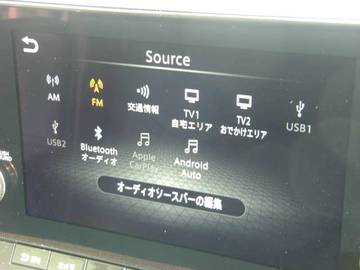 Source
AM
FM
交通情報
TV1
自宅エリア
TV2
おでかけエリア
USB1
USB2
Bluetooth
オーディオ
Apple
CarPlay
Android
Auto
オーディオソースバーの編集